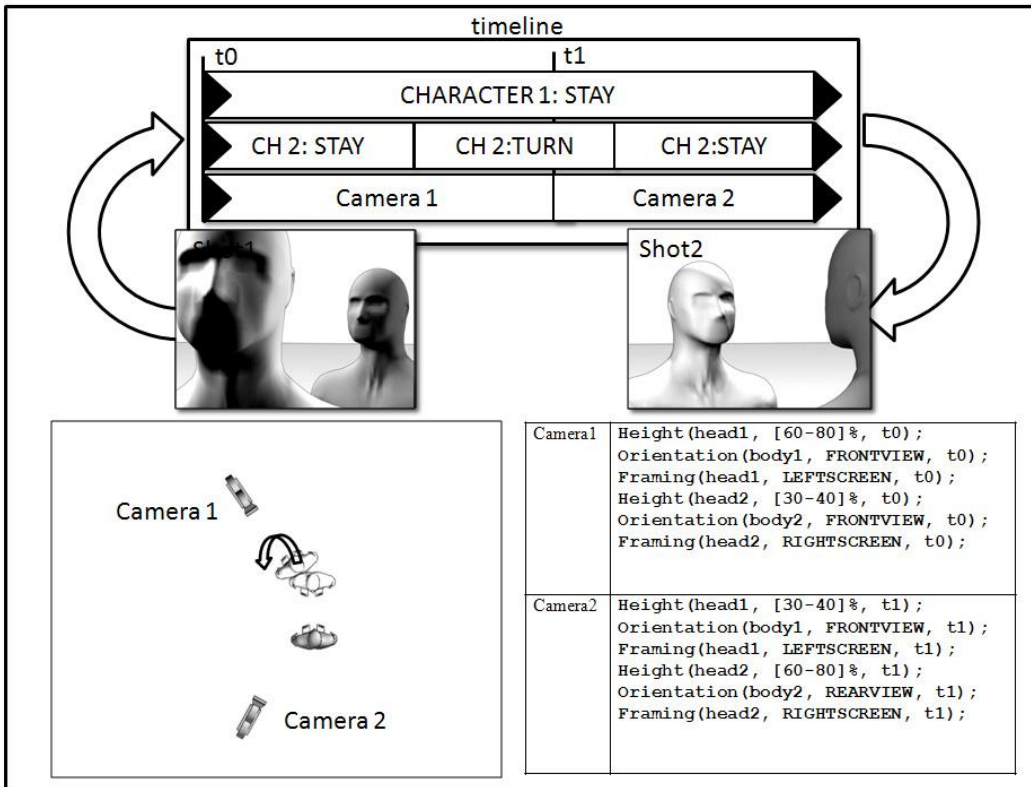 timeline
t0
t1
CHARACTER 1: STAY
CH 2: STAY
CH 2:TURN
CH 2:STAY
Camera 1
Camera 2
Shot1
Shot2
Camera 1
Camera 2
Camera1
Height(head1, [60-80]%, t0);
Orientation(body1, FRONTVIEW, t0);
Framing(head1, LEFTSCREEN, t0);
Height(head2, [30-40]%, t0);
Orientation(body2, FRONTVIEW, t0);
Framing(head2, RIGHTSCREEN, t0);
Camera2
Height(head1, [30-40]%, t1);
Orientation(body1, FRONTVIEW, t1);
Framing(head1, LEFTSCREEN, t1);
Height(head2, [60-80]%, t1);
Orientation(body2, REARVIEW, t1);
Framing(head2, RIGHTSCREEN, t1);